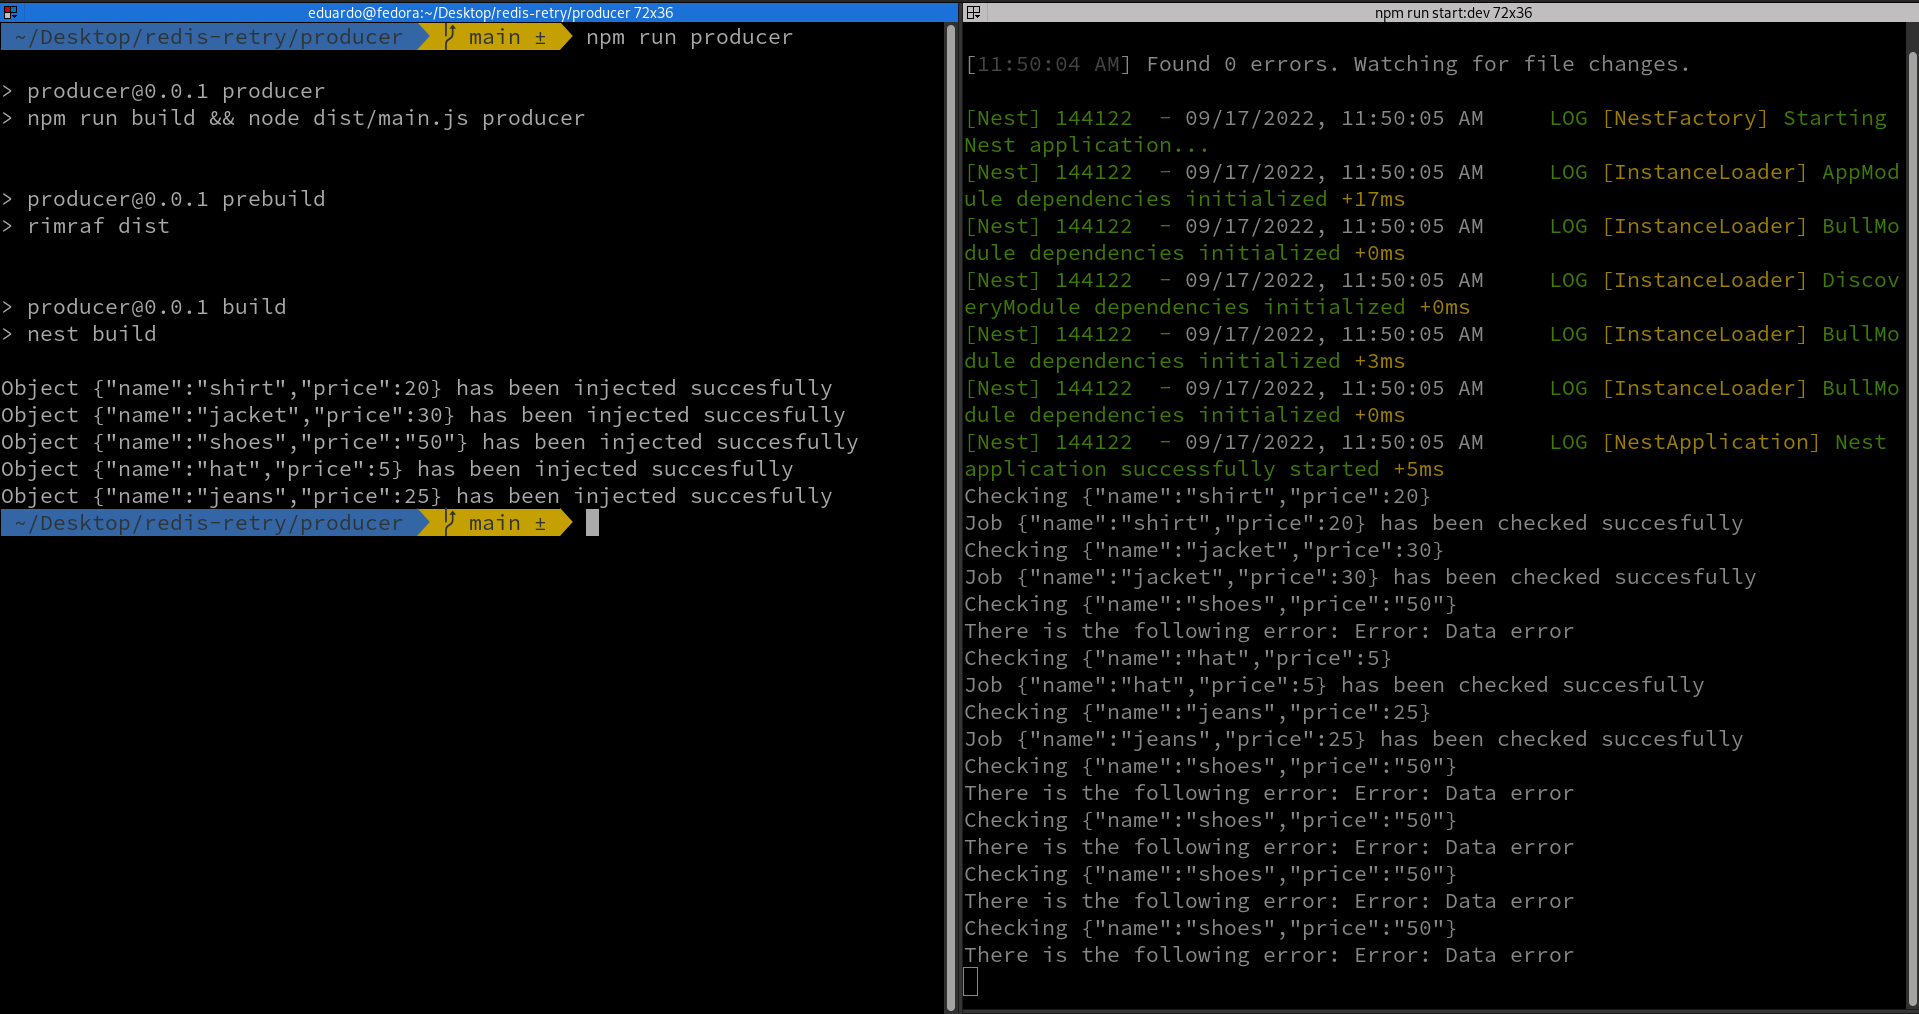 eduardo@fedora:~/Desktop/redis-retry/producer 72x36
~/Desktop/redis-retry/producer main ± npm run producer
> producer@0.0.1 producer
> npm run build && node dist/main.js producer
> producer@0.0.1 prebuild
> rimraf dist
> producer@0.0.1 build
> nest build
Object {"name":"shirt","price":20} has been injected succesfully
Object {"name":"jacket","price":30} has been injected succesfully
Object {"name":"shoes","price":"50"} has been injected succesfully
Object {"name":"hat","price":5} has been injected succesfully
Object {"name":"jeans","price":25} has been injected succesfully
~/Desktop/redis-retry/producer main ±
npm run start:dev 72x36
[11:50:04 AM] Found 0 errors. Watching for file changes.
[Nest] 144122  - 09/17/2022, 11:50:05 AM     LOG [NestFactory] Starting
Nest application...
[Nest] 144122  - 09/17/2022, 11:50:05 AM     LOG [InstanceLoader] AppMod
ule dependencies initialized +17ms
[Nest] 144122  - 09/17/2022, 11:50:05 AM     LOG [InstanceLoader] BullMo
dule dependencies initialized +0ms
[Nest] 144122  - 09/17/2022, 11:50:05 AM     LOG [InstanceLoader] Discov
eryModule dependencies initialized +0ms
[Nest] 144122  - 09/17/2022, 11:50:05 AM     LOG [InstanceLoader] BullMo
dule dependencies initialized +3ms
[Nest] 144122  - 09/17/2022, 11:50:05 AM     LOG [InstanceLoader] BullMo
dule dependencies initialized +0ms
[Nest] 144122  - 09/17/2022, 11:50:05 AM     LOG [NestApplication] Nest
application successfully started +5ms
Checking {"name":"shirt","price":20}
Job {"name":"shirt","price":20} has been checked succesfully
Checking {"name":"jacket","price":30}
Job {"name":"jacket","price":30} has been checked succesfully
Checking {"name":"shoes","price":"50"}
There is the following error: Error: Data error
Checking {"name":"hat","price":5}
Job {"name":"hat","price":5} has been checked succesfully
Checking {"name":"jeans","price":25}
Job {"name":"jeans","price":25} has been checked succesfully
Checking {"name":"shoes","price":"50"}
There is the following error: Error: Data error
Checking {"name":"shoes","price":"50"}
There is the following error: Error: Data error
Checking {"name":"shoes","price":"50"}
There is the following error: Error: Data error
Checking {"name":"shoes","price":"50"}
There is the following error: Error: Data error